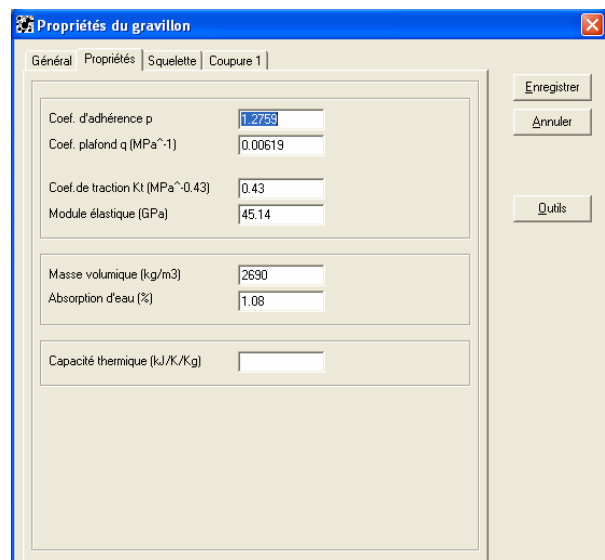 Propriétés du gravillon
Général Propriétés Squelette Coupure 1
Enregistrer
Annuler
Outils
Coef. d'adhérence p 1.2759
Coef. plafond q (MPa^-1) 0.00619
Coef.de traction Kt (MPa^-0.43) 0.43
Module élastique (GPa) 45.14
Masse volumique (kg/m3) 2690
Absorption d'eau (%) 1.08
Capacité thermique (kJ/K/Kg)